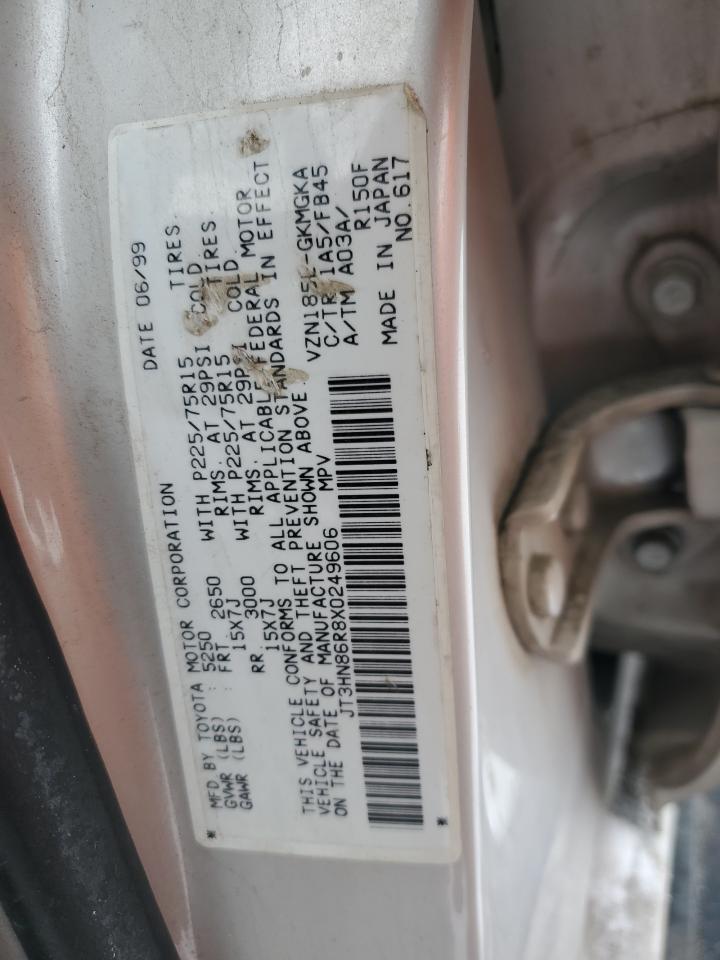 * MFD BY TOYOTA MOTOR CORPORATION DATE 06/99
GVWR (LBS) : 5250 WITH P225/75R15 TIRES.
GAWR (LBS) FRT. 2650 RIMS. AT 29PSI COLD
15X7J WITH P225/75R15 TIRES.
RR. 3000 RIMS. AT 29PSI COLD.
15X7J
THIS VEHICLE CONFORMS TO ALL APPLICABLE FEDERAL MOTOR
VEHICLE SAFETY AND THEFT PREVENTION STANDARDS IN EFFECT
ON THE DATE OF MANUFACTURE SHOWN ABOVE.
JT3HN86R8X0249606 MPV
VZN185L-GKMGKA
C/TR 1A5/FB45
A/TM A03A/
R150F
MADE IN JAPAN
NO.617
*